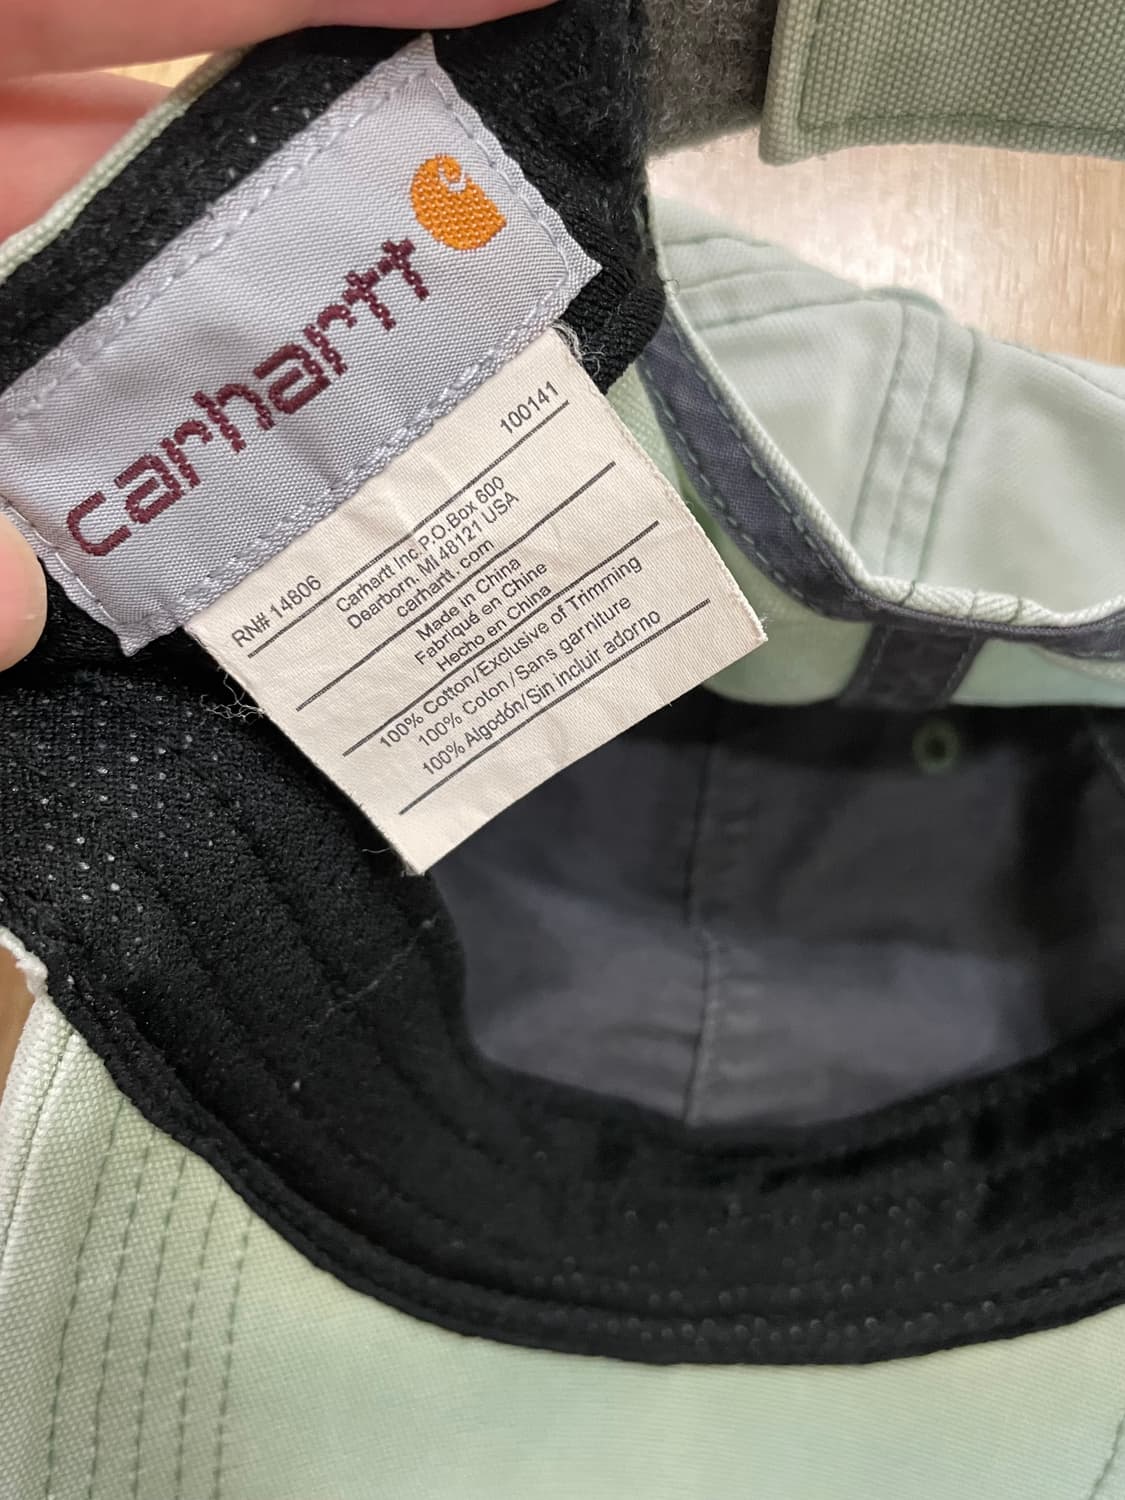 carhartt
RN# 14806 100141
Carhartt Inc. P.O.Box 600
Dearborn, MI 48121 USA
carhartt.com
Made in China
Fabriqué en Chine
Hecho en China
100% Cotton/Exclusive of Trimming
100% Coton/Sans garniture
100% Algodón/Sin incluir adorno